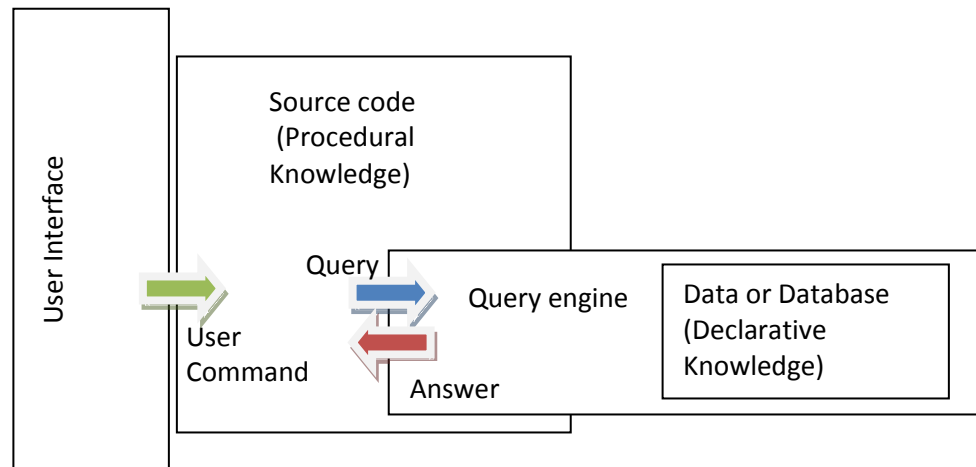 User Interface
Source code
(Procedural
Knowledge)
Query
User
Command
Query engine
Answer
Data or Database
(Declarative
Knowledge)